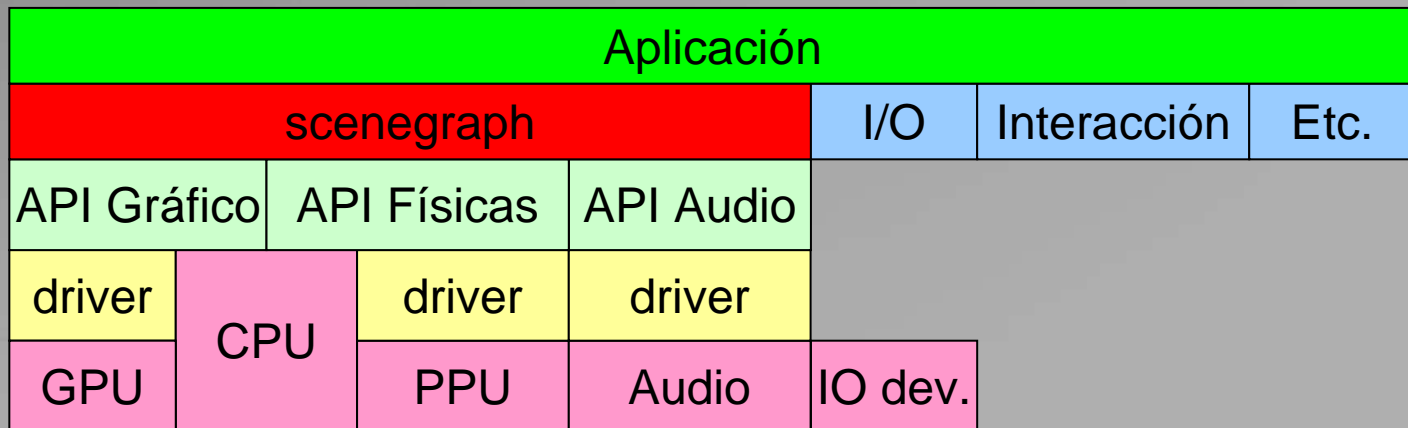 Aplicación
scenegraph I/O Interacción Etc.
API Gráfico API Físicas API Audio
driver driver driver
CPU
GPU PPU Audio IO dev.